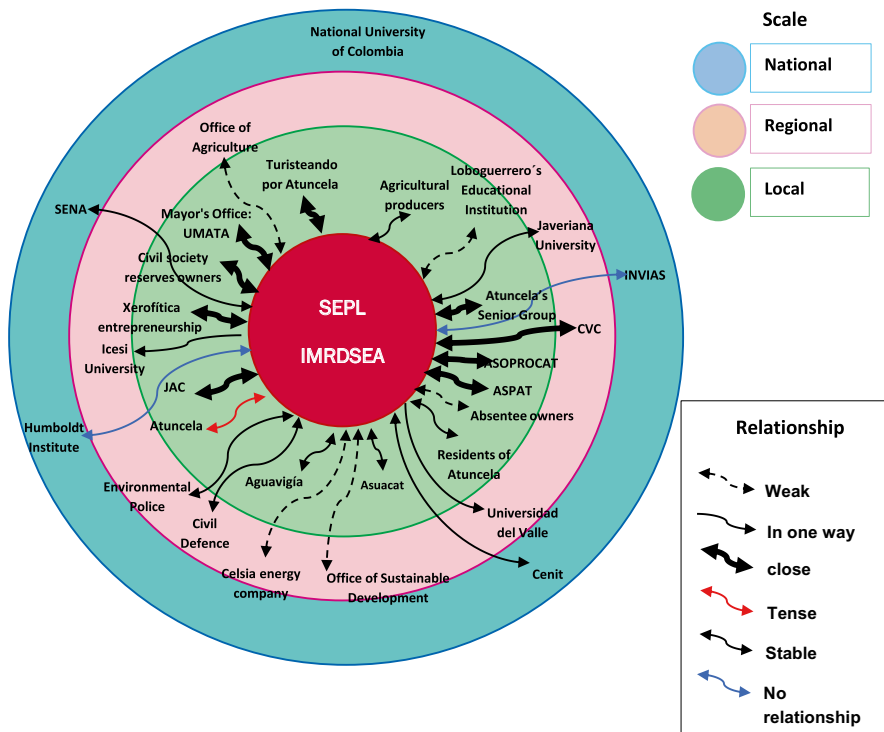 National University
of Colombia
Scale
National
Regional
Local
Office of
Agriculture
Turisteando
por Atuncela
Agricultural
producers
Loboguerrero´s
Educational
Institution
SENA
Mayor's Office:
UMATA
Javeriana
University
Civil society
reserves owners
INVIAS
Xerofítica
entrepreneurship
SEPL
IMRDSEA
Atuncela’s
Senior Group
CVC
Icesi
University
ASOPROCAT
JAC
ASPAT
Absentee owners
Humboldt
Institute
Atuncela
Residents of
Atuncela
Environmental
Police
Aguavigía
Asuacat
Civil
Defence
Universidad
del Valle
Celsia energy
company
Office of Sustainable
Development
Cenit
Relationship
Weak
In one way
close
Tense
Stable
No
relationship